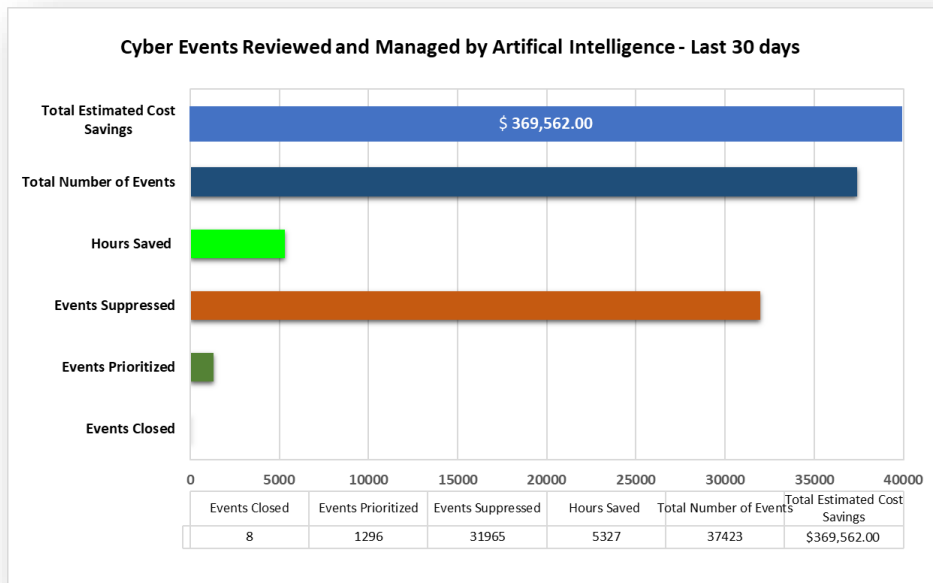 Cyber Events Reviewed and Managed by Artifical Intelligence - Last 30 days
Total Estimated Cost
Savings
$ 369,562.00
Total Number of Events
Hours Saved
Events Suppressed
Events Prioritized
Events Closed
0 5000 10000 15000 20000 25000 30000 35000 40000
Events Closed Events Prioritized Events Suppressed Hours Saved Total Number of Events Total Estimated Cost
Savings
8 1296 31965 5327 37423 $369,562.00